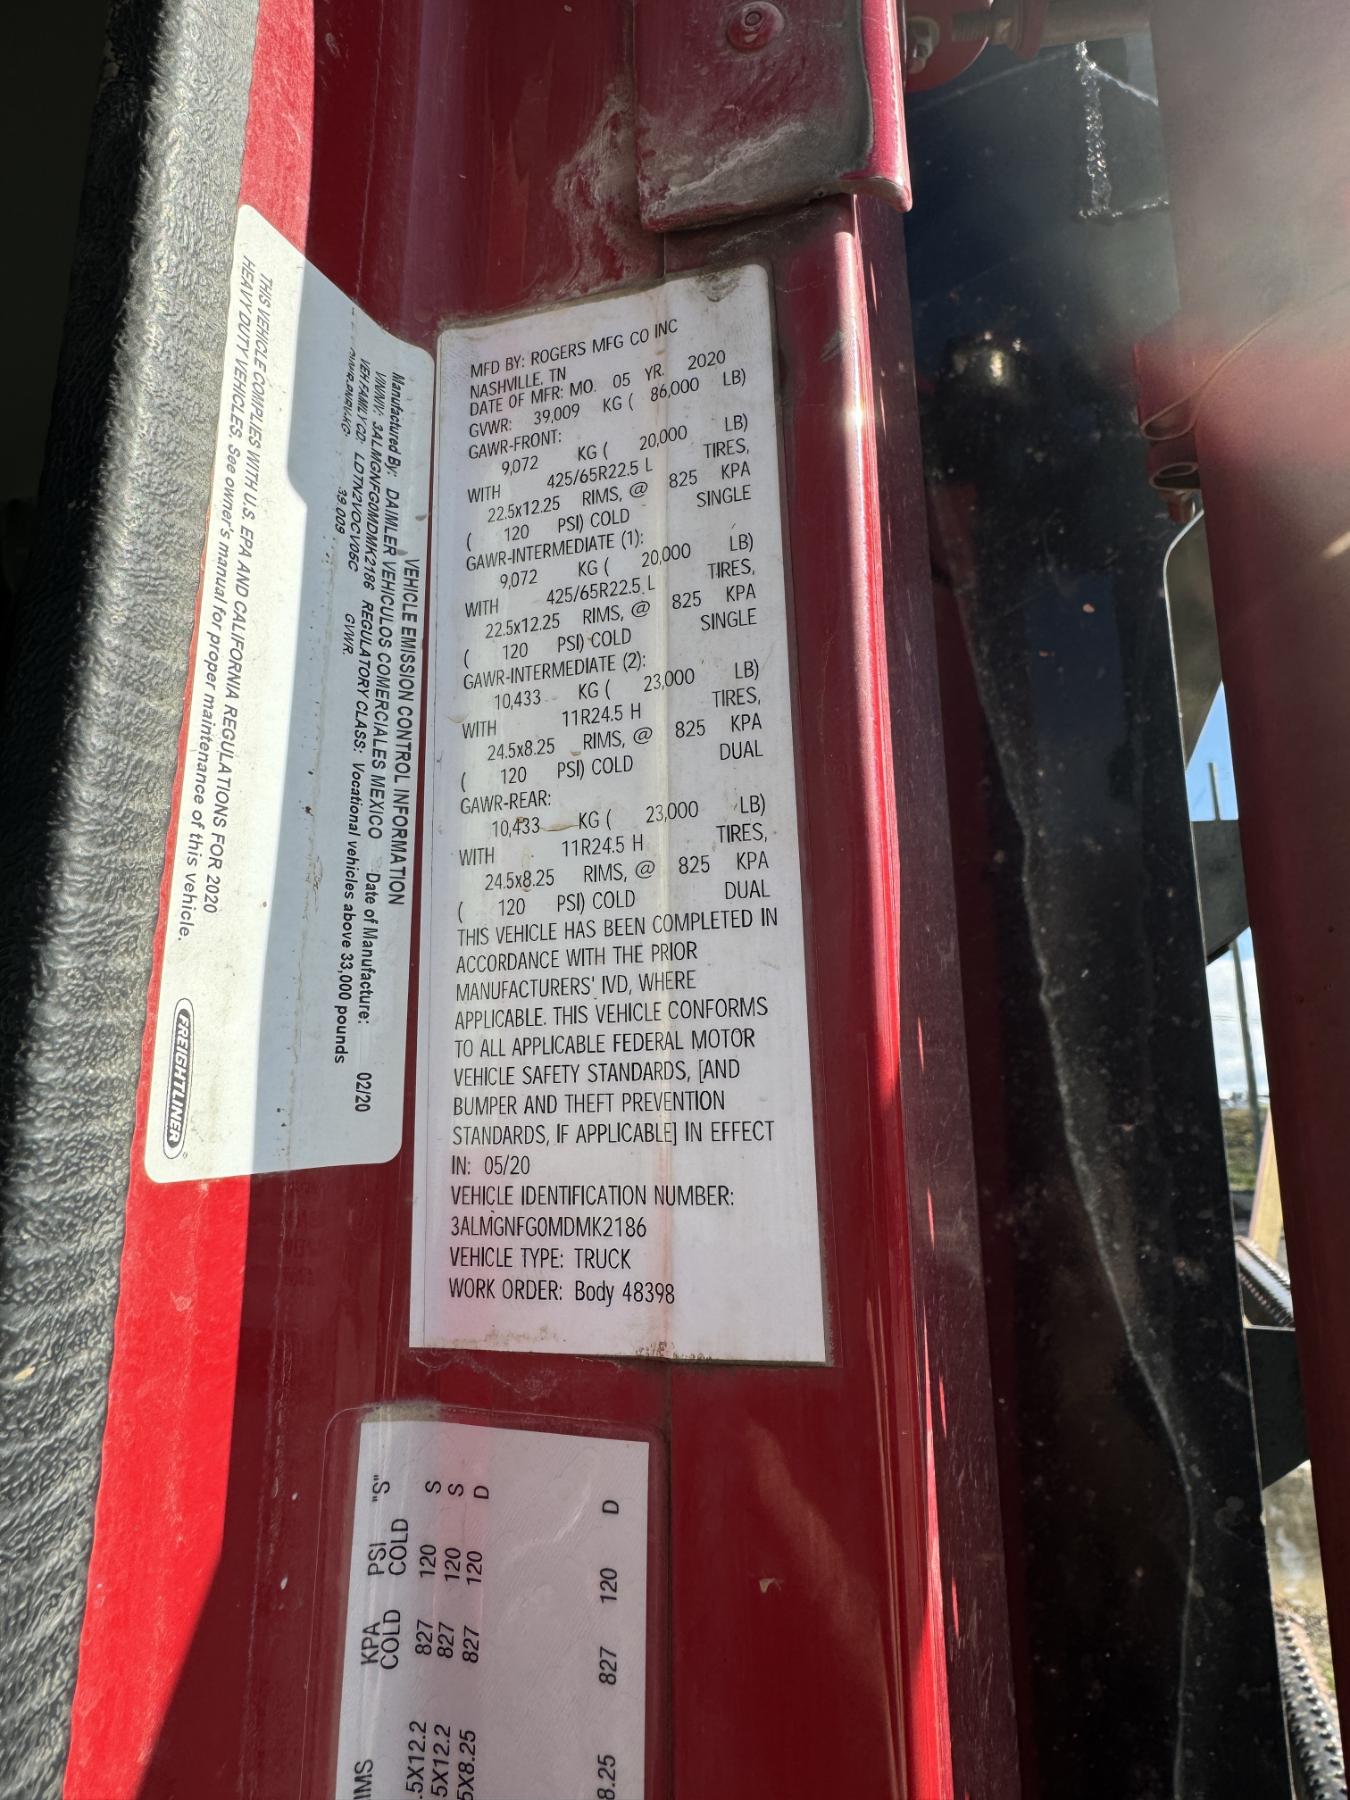 MFD BY: ROGERS MFG CO INC
NASHVILLE, TN
DATE OF MFR: MO. 05 YR. 2020
GVWR: 39,009 KG ( 86,000 LB)
GAWR-FRONT:
9,072 KG ( 20,000 LB)
WITH 425/65R22.5 L TIRES,
22.5x12.25 RIMS, @ 825 KPA
( 120 PSI) COLD SINGLE
GAWR-INTERMEDIATE (1):
9,072 KG ( 20,000 LB)
WITH 425/65R22.5 L TIRES,
22.5x12.25 RIMS, @ 825 KPA
( 120 PSI) COLD SINGLE
GAWR-INTERMEDIATE (2):
10,433 KG ( 23,000 LB)
WITH 11R24.5 H TIRES,
24.5x8.25 RIMS, @ 825 KPA
( 120 PSI) COLD DUAL
GAWR-REAR:
10,433 KG ( 23,000 LB)
WITH 11R24.5 H TIRES,
24.5x8.25 RIMS, @ 825 KPA
( 120 PSI) COLD DUAL
THIS VEHICLE HAS BEEN COMPLETED IN
ACCORDANCE WITH THE PRIOR
MANUFACTURERS' IVD, WHERE
APPLICABLE. THIS VEHICLE CONFORMS
TO ALL APPLICABLE FEDERAL MOTOR
VEHICLE SAFETY STANDARDS, [AND
BUMPER AND THEFT PREVENTION
STANDARDS, IF APPLICABLE] IN EFFECT
IN: 05/20
VEHICLE IDENTIFICATION NUMBER:
3ALMGNFG0MDMK2186
VEHICLE TYPE: TRUCK
WORK ORDER: Body 48398
VEHICLE EMISSION CONTROL INFORMATION
Manufactured By: DAIMLER VEHICULOS COMERCIALES MEXICO Date of Manufacture: 02/20
VIN/NIV: 3ALMGNFG0MDMK2186 REGULATORY CLASS: Vocational vehicles above 33,000 pounds
VEH FAMILY GVWR:
39 009
THIS VEHICLE COMPLIES WITH U.S. EPA AND CALIFORNIA REGULATIONS FOR 2020
HEAVY DUTY VEHICLES. See owner's manual for proper maintenance of this vehicle.
FREIGHTLINER
KPA PSI "S"
COLD COLD
.5X12.2 827 120 S
5X12.2 827 120 S
5X8.25 827 120 D
8.25 827 120 D